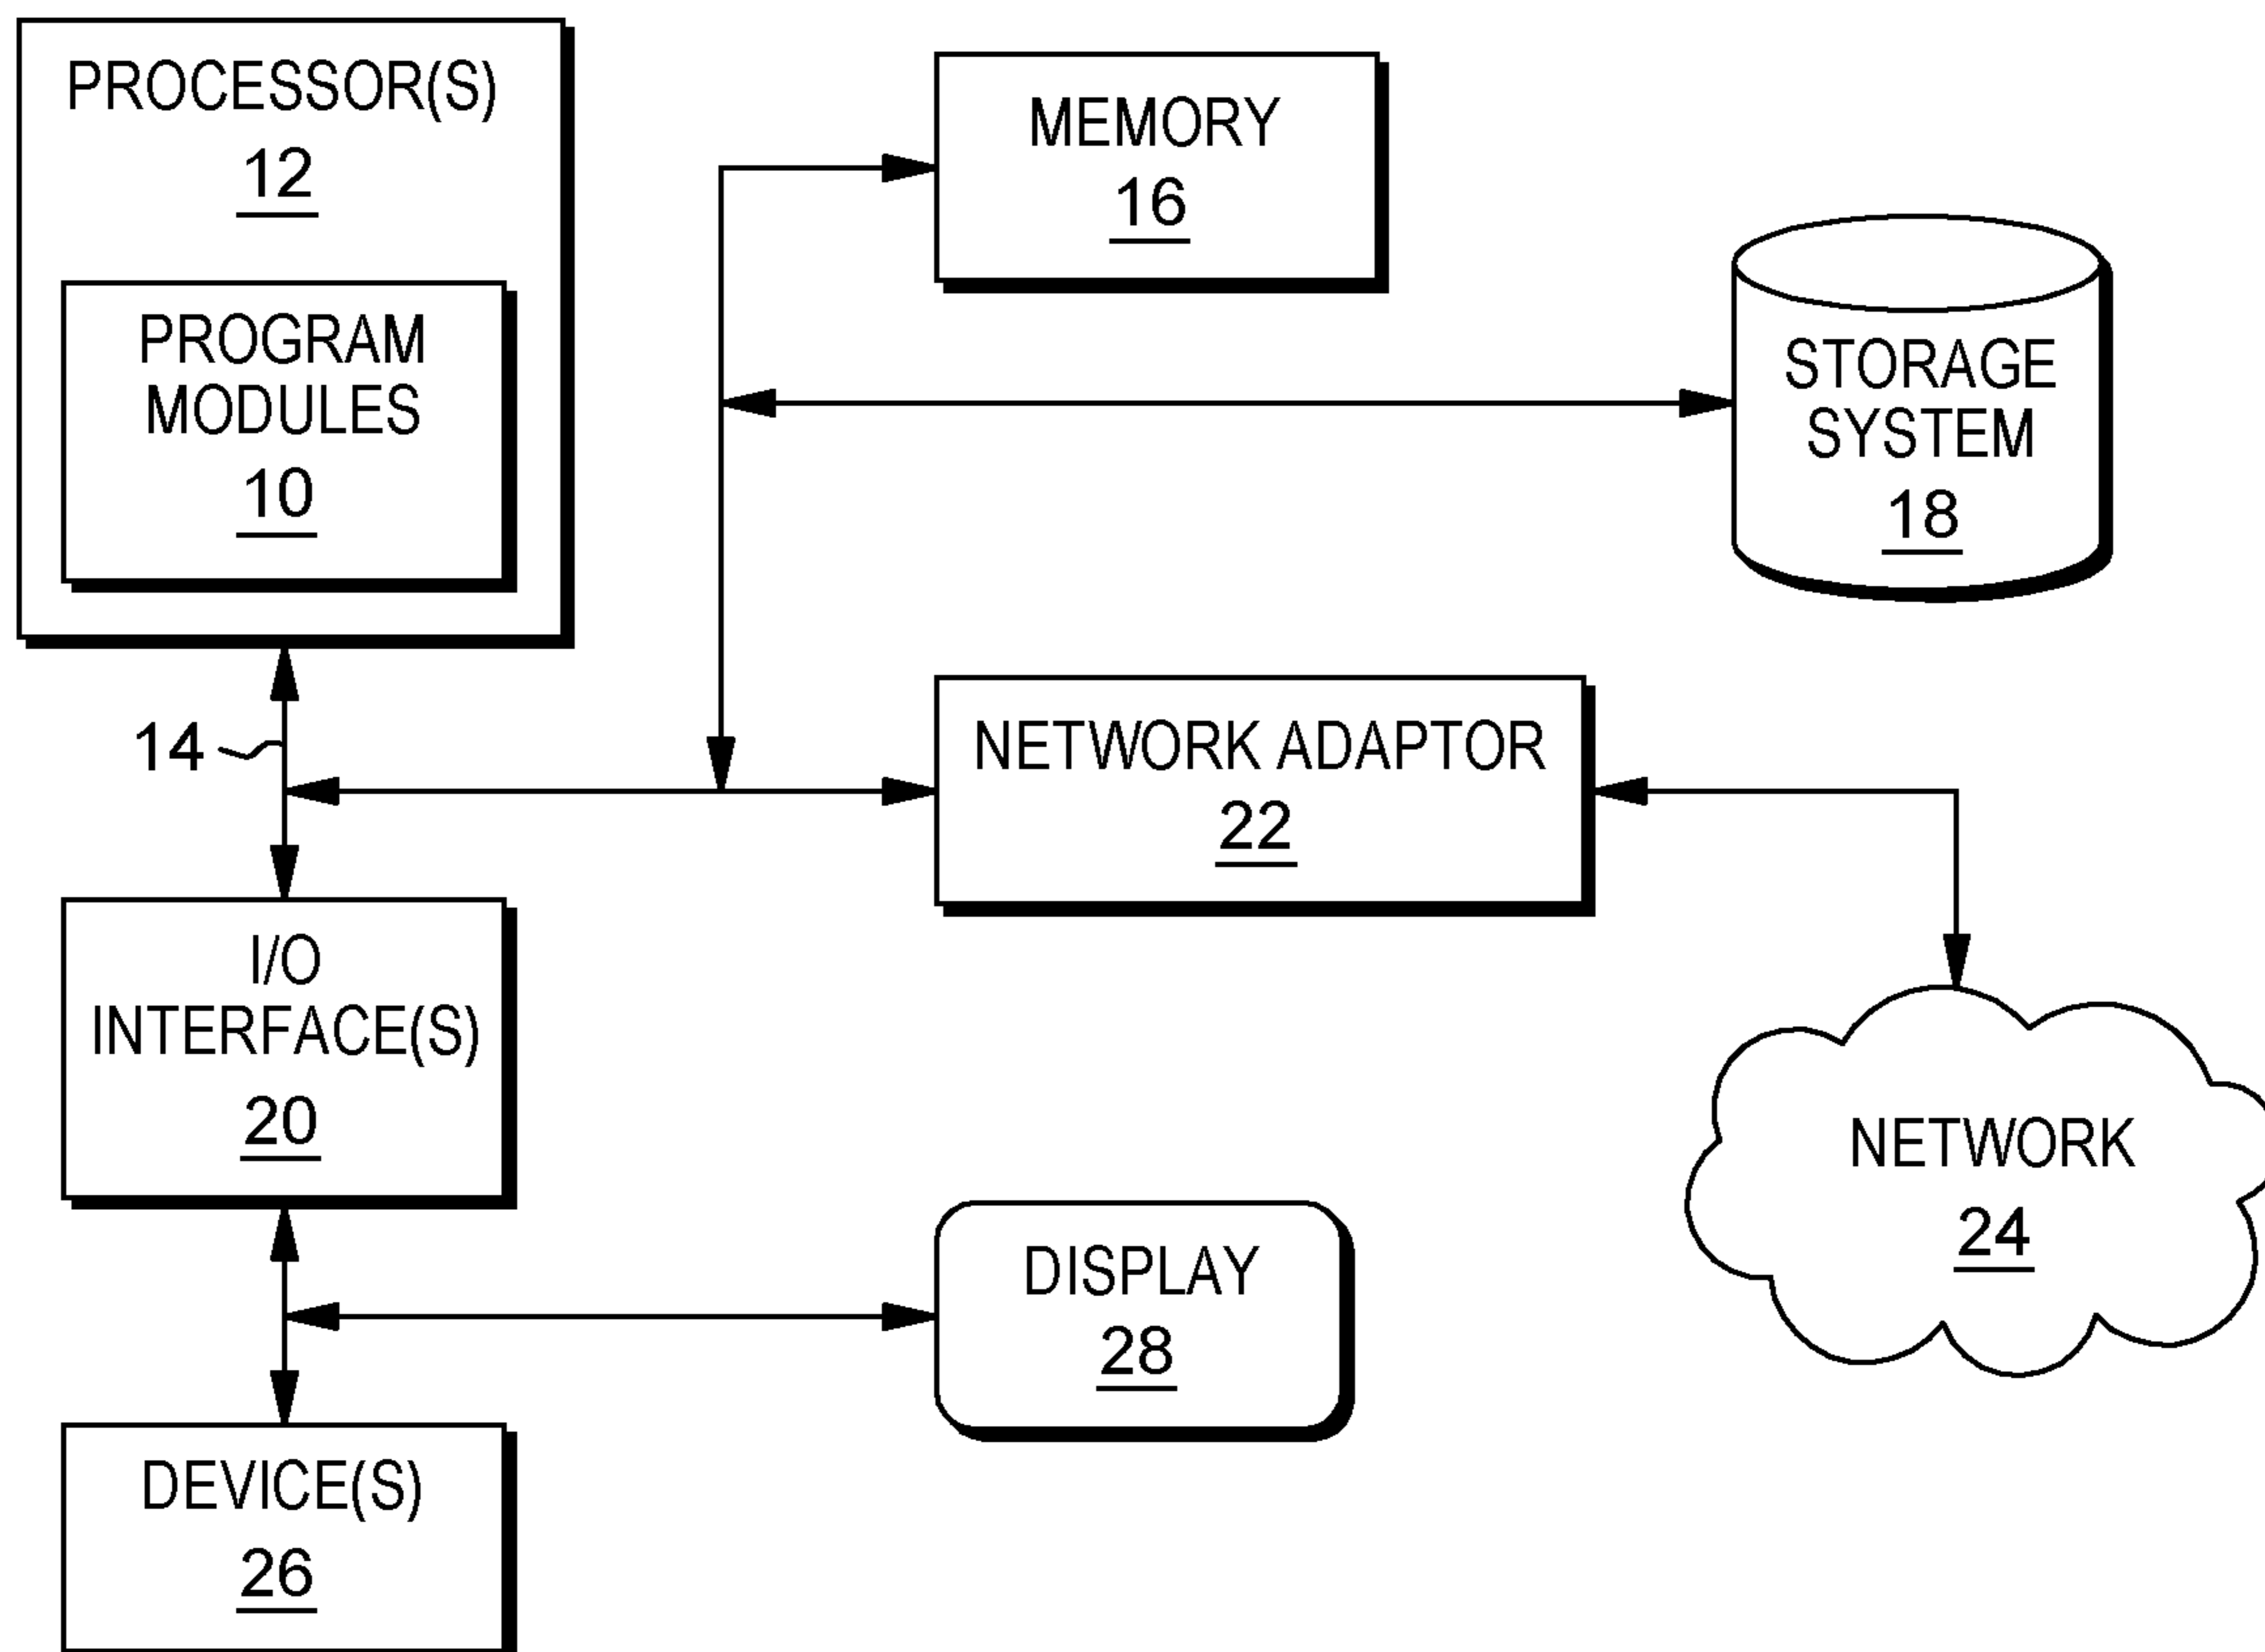 PROCESSOR(S)
12
PROGRAM
MODULES
10
MEMORY
16
STORAGE
SYSTEM
18
14
NETWORK ADAPTOR
22
I/O
INTERFACE(S)
20
NETWORK
24
DISPLAY
28
DEVICE(S)
26